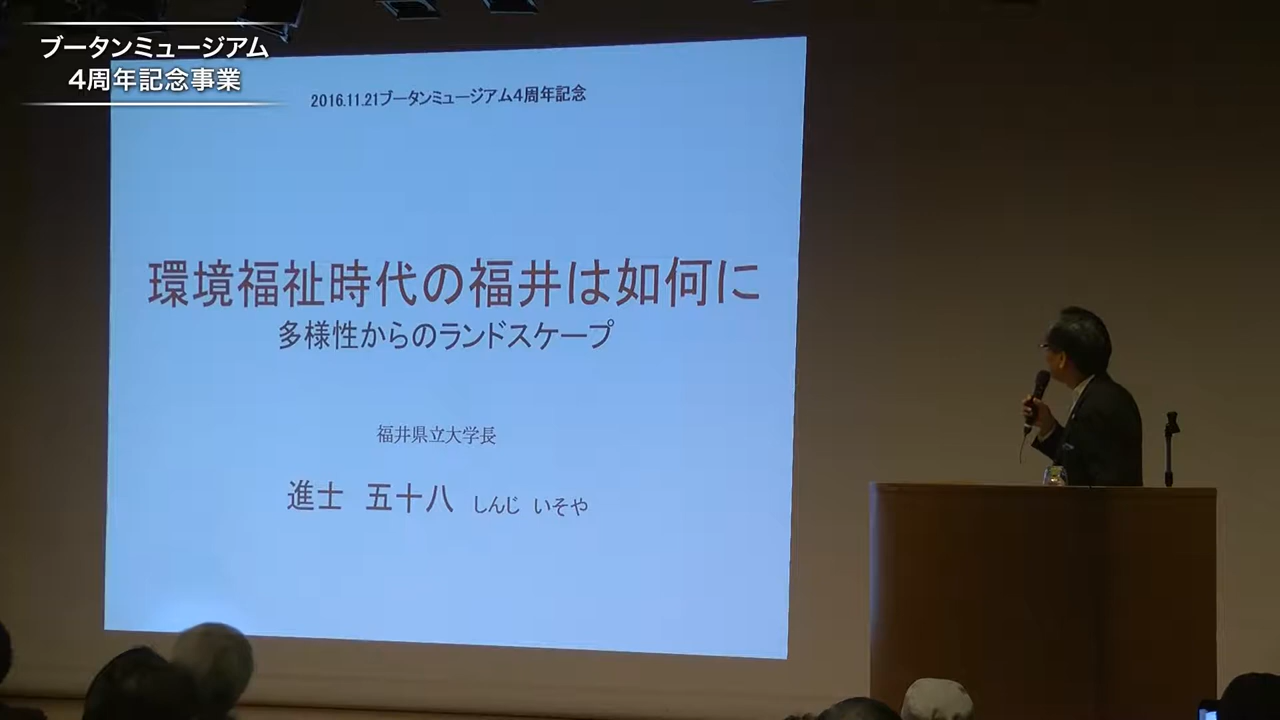 ブータンミュージアム
4周年記念事業
2016.11.21ブータンミュージアム4周年記念
環境福祉時代の福井は如何に
多様性からのランドスケープ
福井県立大学長
進士 五十八 しんじ いそや